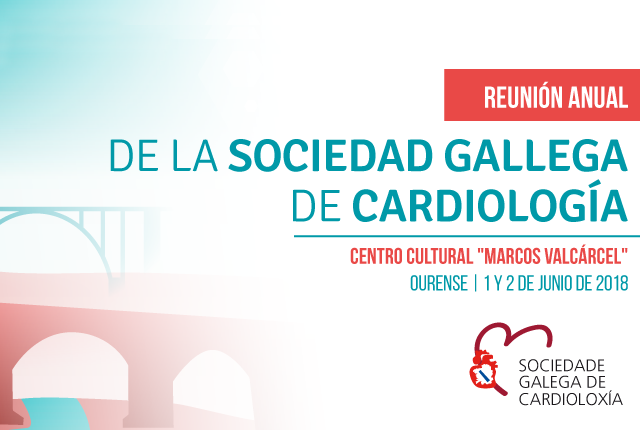 REUNIÓN ANUAL
DE LA SOCIEDAD GALLEGA
DE CARDIOLOGÍA
CENTRO CULTURAL "MARCOS VALCÁRCEL"
OURENSE | 1 Y 2 DE JUNIO DE 2018
SOCIEDADE
GALEGA DE
CARDIOLOXÍA